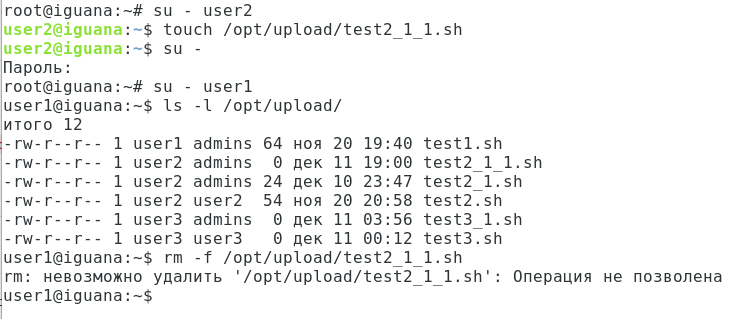 root@iguana:~# su - user2
user2@iguana:~$ touch /opt/upload/test2_1_1.sh
user2@iguana:~$ su -
Пароль:
root@iguana:~# su - user1
user1@iguana:~$ ls -l /opt/upload/
итого 12
-rw-r--r-- 1 user1 admins 64 ноя 20 19:40 test1.sh
-rw-r--r-- 1 user2 admins  0 дек 11 19:00 test2_1_1.sh
-rw-r--r-- 1 user2 admins 24 дек 10 23:47 test2_1.sh
-rw-r--r-- 1 user2 user2  54 ноя 20 20:58 test2.sh
-rw-r--r-- 1 user3 admins  0 дек 11 03:56 test3_1.sh
-rw-r--r-- 1 user3 user3   0 дек 11 00:12 test3.sh
user1@iguana:~$ rm -f /opt/upload/test2_1_1.sh
rm: невозможно удалить '/opt/upload/test2_1_1.sh': Операция не позволена
user1@iguana:~$